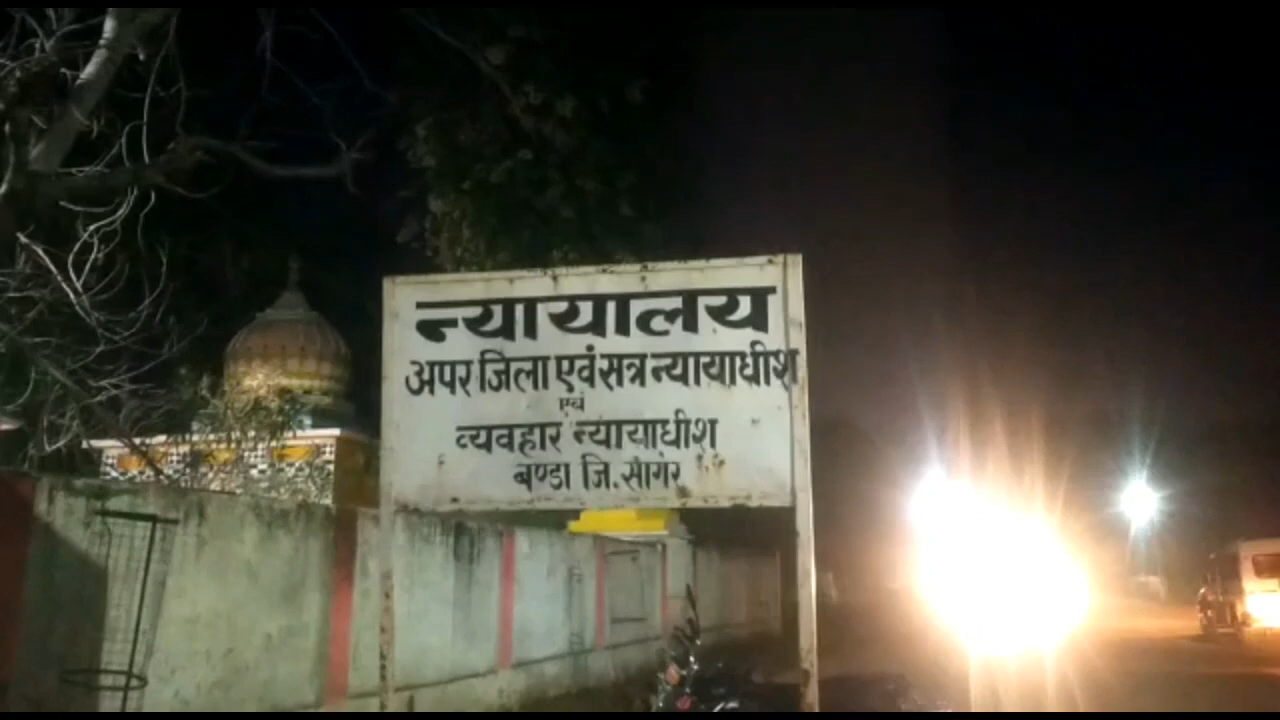 न्यायालय
अपर जिला एवं सत्र न्यायाधीश
एवं
व्यवहार न्यायाधीश
बण्डा जि. सागर